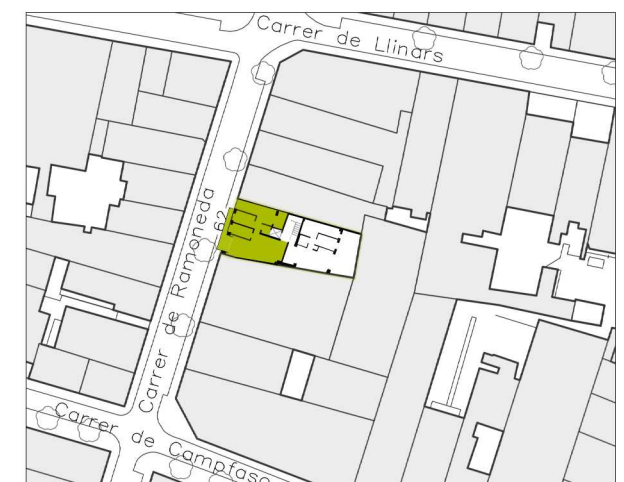 Carrer de Llinars
62
Carrer de Ramoneda
Carrer de Campfaso